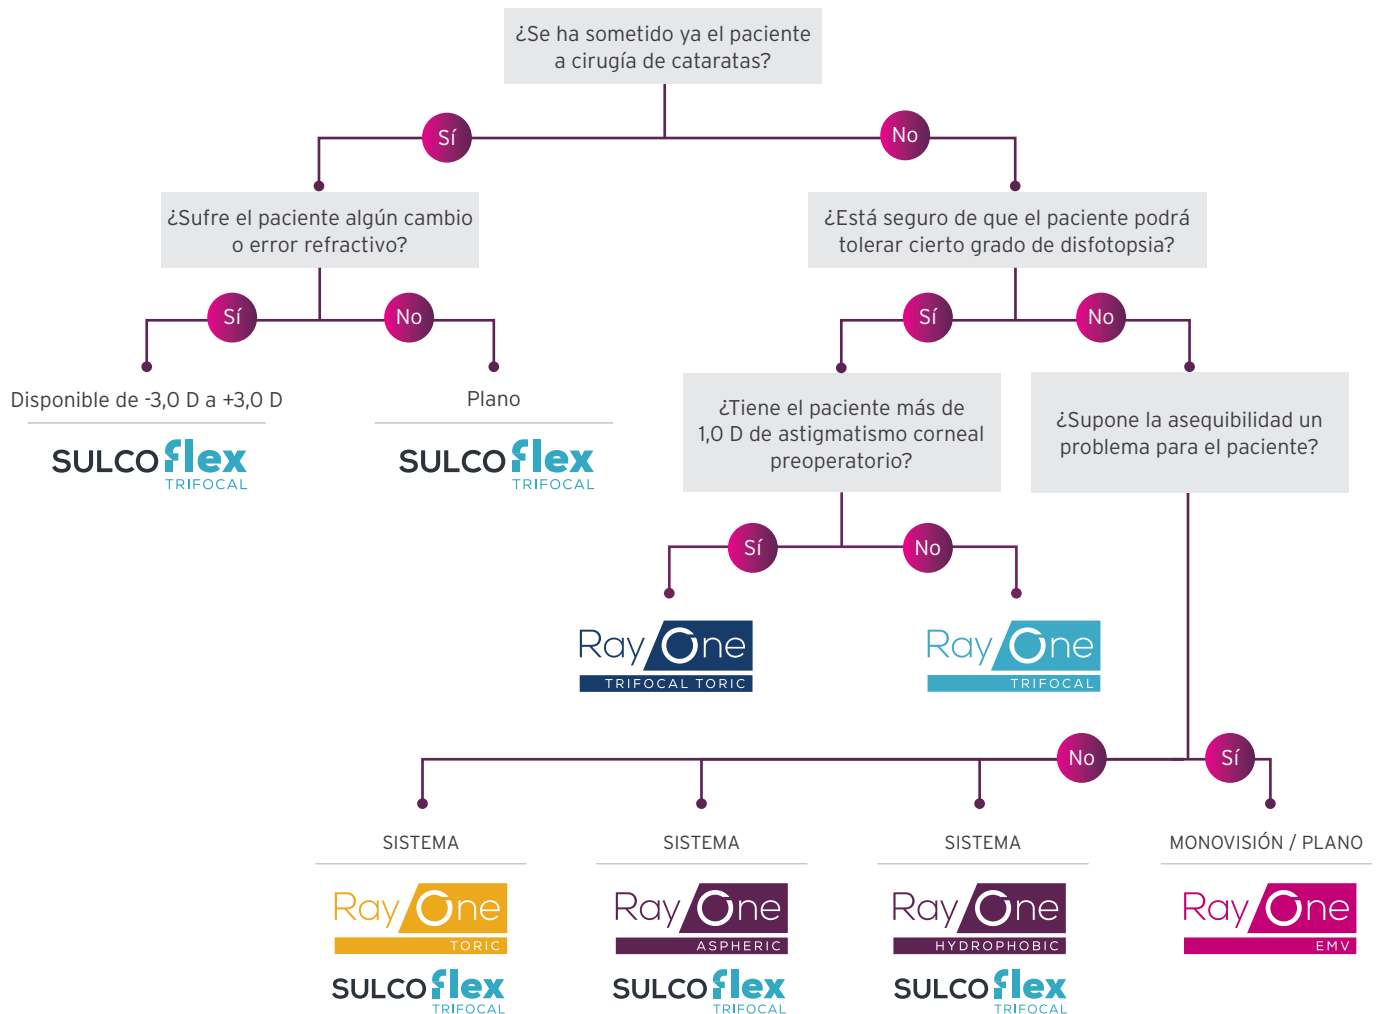 ¿Se ha sometido ya el paciente
a cirugía de cataratas?
Sí
No
¿Sufre el paciente algún cambio
o error refractivo?
¿Está seguro de que el paciente podrá
tolerar cierto grado de disfotopsia?
Sí
No
Sí
No
Disponible de -3,0 D a +3,0 D
SULCOflex
TRIFOCAL
Plano
SULCOflex
TRIFOCAL
¿Tiene el paciente más de
1,0 D de astigmatismo corneal
preoperatorio?
¿Supone la asequibilidad un
problema para el paciente?
Sí
No
RayOne
TRIFOCAL TORIC
RayOne
TRIFOCAL
No
Sí
SISTEMA
RayOne
TORIC
SULCOflex
TRIFOCAL
SISTEMA
RayOne
ASPHERIC
SULCOflex
TRIFOCAL
SISTEMA
RayOne
HYDROPHOBIC
SULCOflex
TRIFOCAL
MONOVISIÓN / PLANO
RayOne
EMV